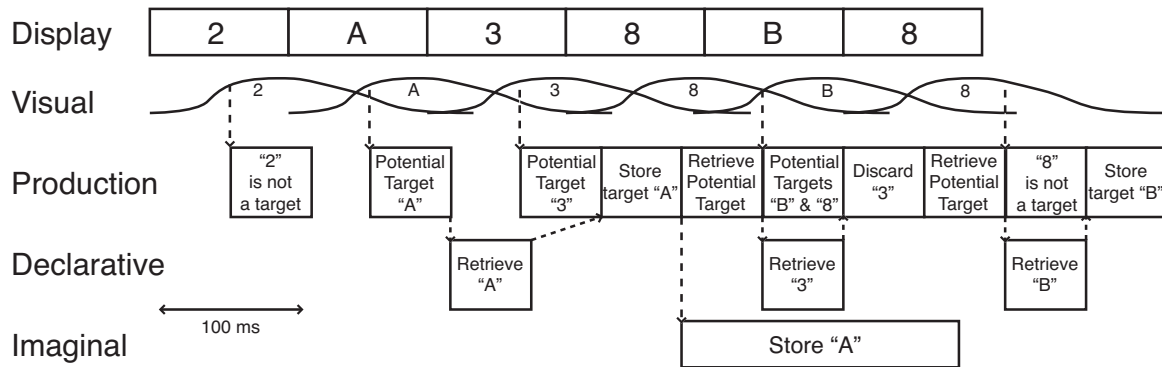 Display 2 A 3 8 B 8
Visual 2 A 3 8 B 8
Production
“2”
is not
a target
Potential
Target
“A”
Potential
Target
“3”
Store
target “A”
Retrieve
Potential
Target
Potential
Targets
“B” & “8”
Discard
“3”
Retrieve
Potential
Target
“8”
is not
a target
Store
target “B”
Declarative
Retrieve
“A”
Retrieve
“3”
Retrieve
“B”
100 ms
Imaginal
Store “A”